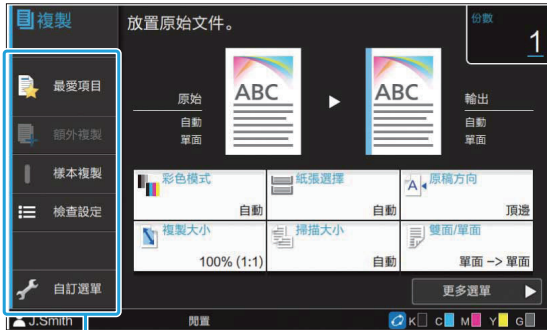 複製
放置原始文件。
份數
1
最愛項目
額外複製
樣本複製
檢查設定
自訂選單
原始
自動
單面
ABC
ABC
輸出
自動
單面
彩色模式
自動
紙張選擇
自動
原稿方向
A
頂邊
複製大小
100% (1:1)
掃描大小
自動
雙面/單面
單面 -> 單面
更多選單
J.Smith
閒置
K C M Y G